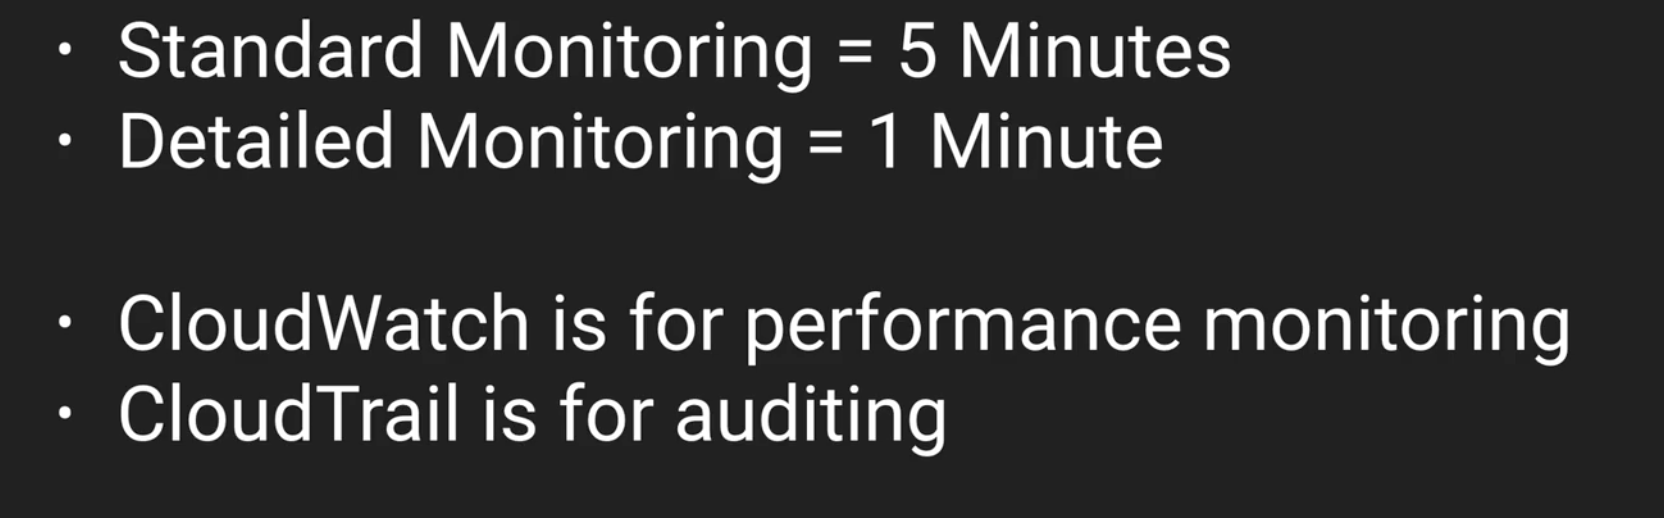 • Standard Monitoring = 5 Minutes
• Detailed Monitoring = 1 Minute
• CloudWatch is for performance monitoring
• CloudTrail is for auditing